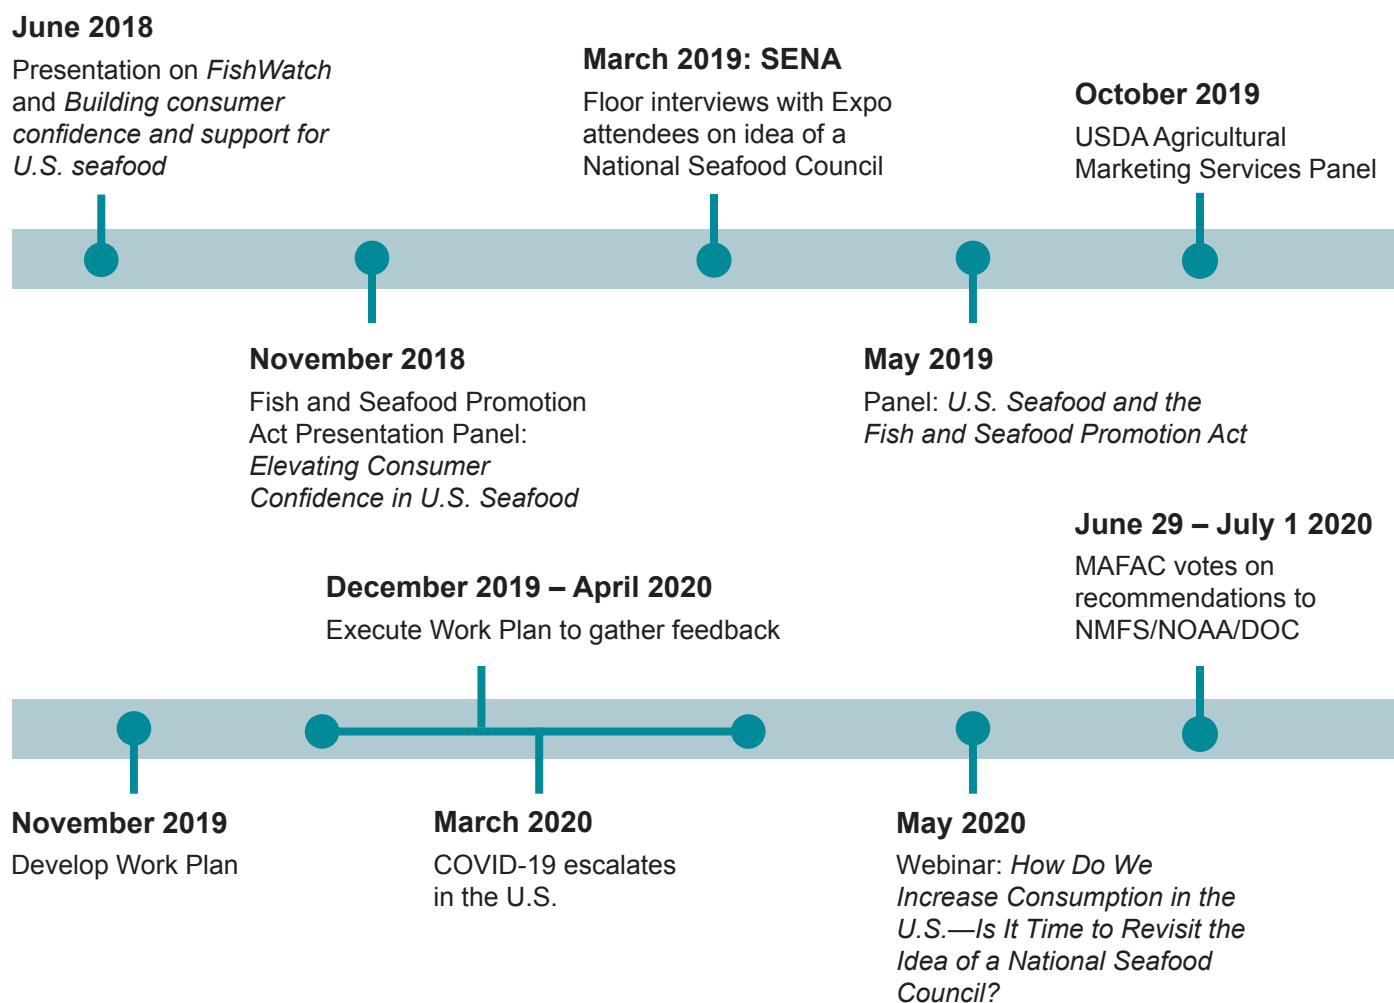 June 2018
Presentation on FishWatch
and Building consumer
confidence and support for
U.S. seafood
November 2018
Fish and Seafood Promotion
Act Presentation Panel:
Elevating Consumer
Confidence in U.S. Seafood
March 2019: SENA
Floor interviews with Expo
attendees on idea of a
National Seafood Council
May 2019
Panel: U.S. Seafood and the
Fish and Seafood Promotion Act
October 2019
USDA Agricultural
Marketing Services Panel
November 2019
Develop Work Plan
December 2019 – April 2020
Execute Work Plan to gather feedback
March 2020
COVID-19 escalates
in the U.S.
May 2020
Webinar: How Do We
Increase Consumption in the
U.S.—Is It Time to Revisit the
Idea of a National Seafood
Council?
June 29 – July 1 2020
MAFAC votes on
recommendations to
NMFS/NOAA/DOC